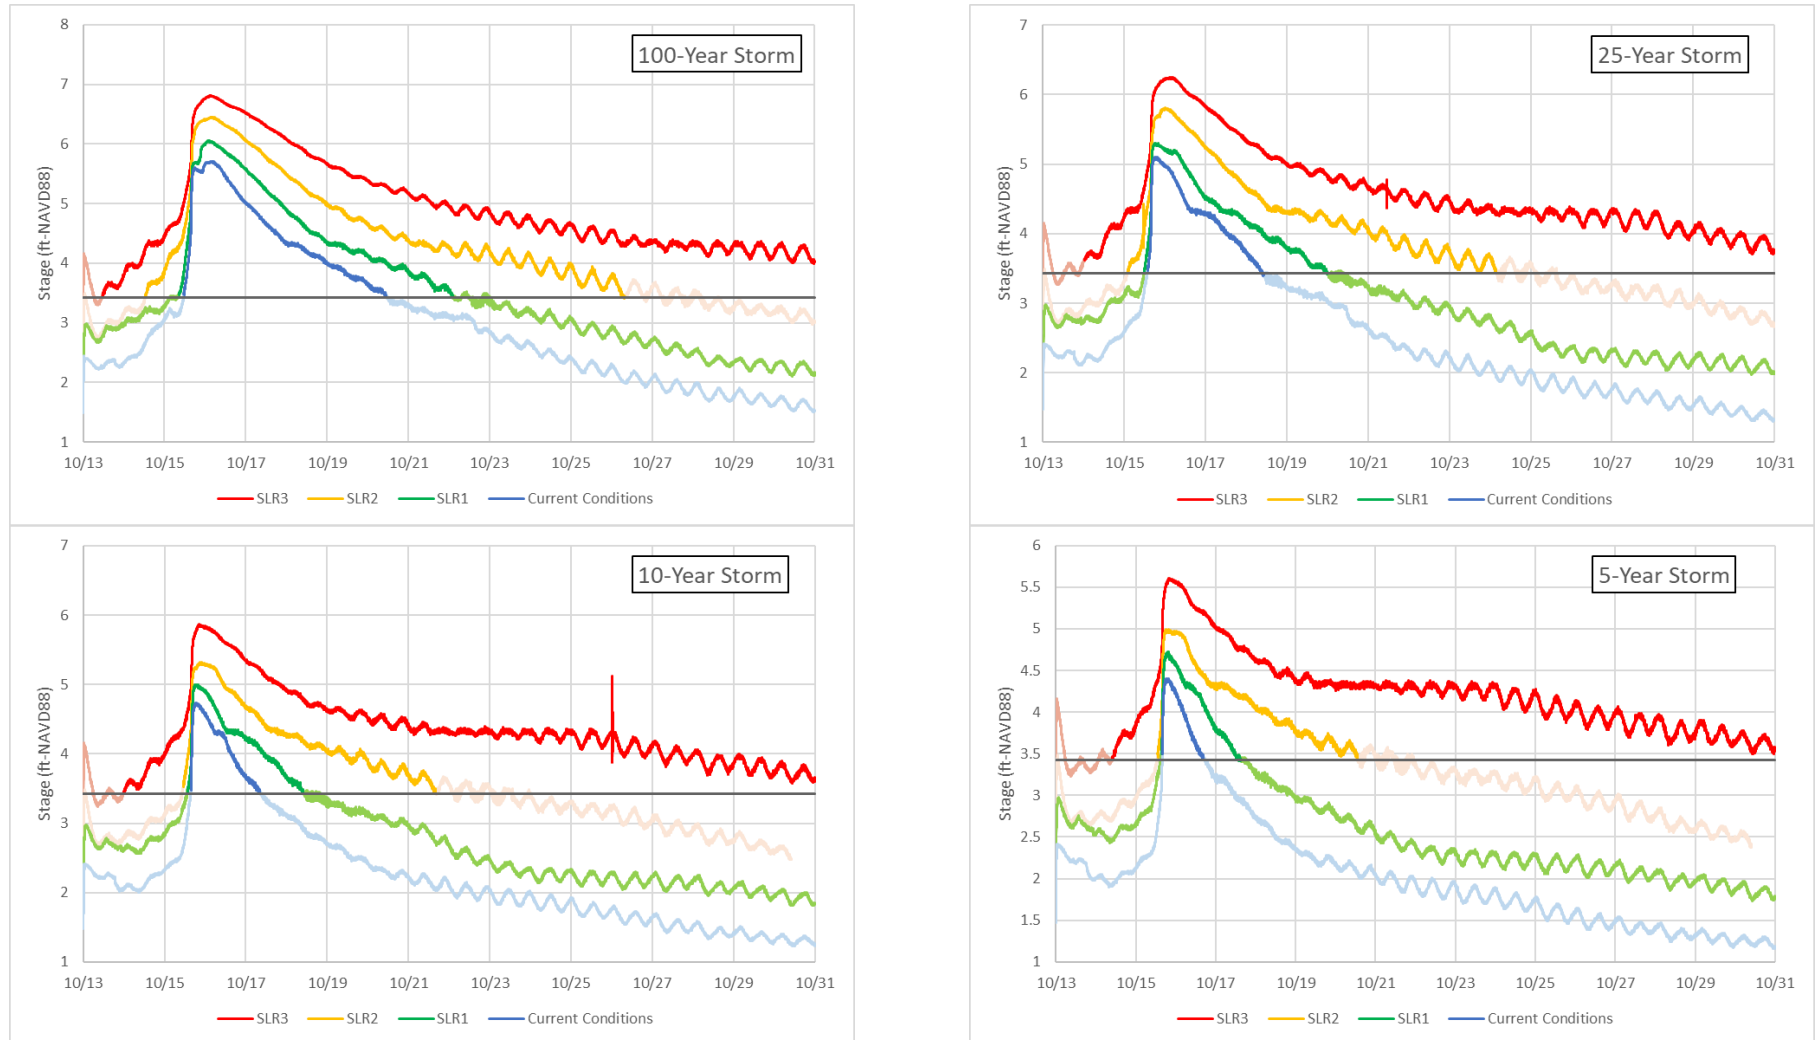 100-Year Storm
Stage (ft-NAVD88)
8
7
6
5
4
3
2
1
10/13 10/15 10/17 10/19 10/21 10/23 10/25 10/27 10/29 10/31
SLR3 SLR2 SLR1 Current Conditions
25-Year Storm
Stage (ft-NAVD88)
7
6
5
4
3
2
1
10/13 10/15 10/17 10/19 10/21 10/23 10/25 10/27 10/29 10/31
SLR3 SLR2 SLR1 Current Conditions
10-Year Storm
Stage (ft-NAVD88)
7
6
5
4
3
2
1
10/13 10/15 10/17 10/19 10/21 10/23 10/25 10/27 10/29 10/31
SLR3 SLR2 SLR1 Current Conditions
5-Year Storm
Stage (ft-NAVD88)
6
5.5
5
4.5
4
3.5
3
2.5
2
1.5
1
10/13 10/15 10/17 10/19 10/21 10/23 10/25 10/27 10/29 10/31
SLR3 SLR2 SLR1 Current Conditions